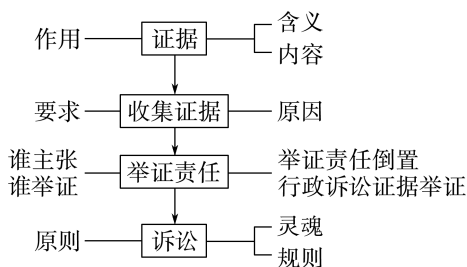 作用
证据
含义
内容
要求
收集证据
原因
谁主张
谁举证
举证责任
举证责任倒置
行政诉讼证据举证
原则
诉讼
灵魂
规则